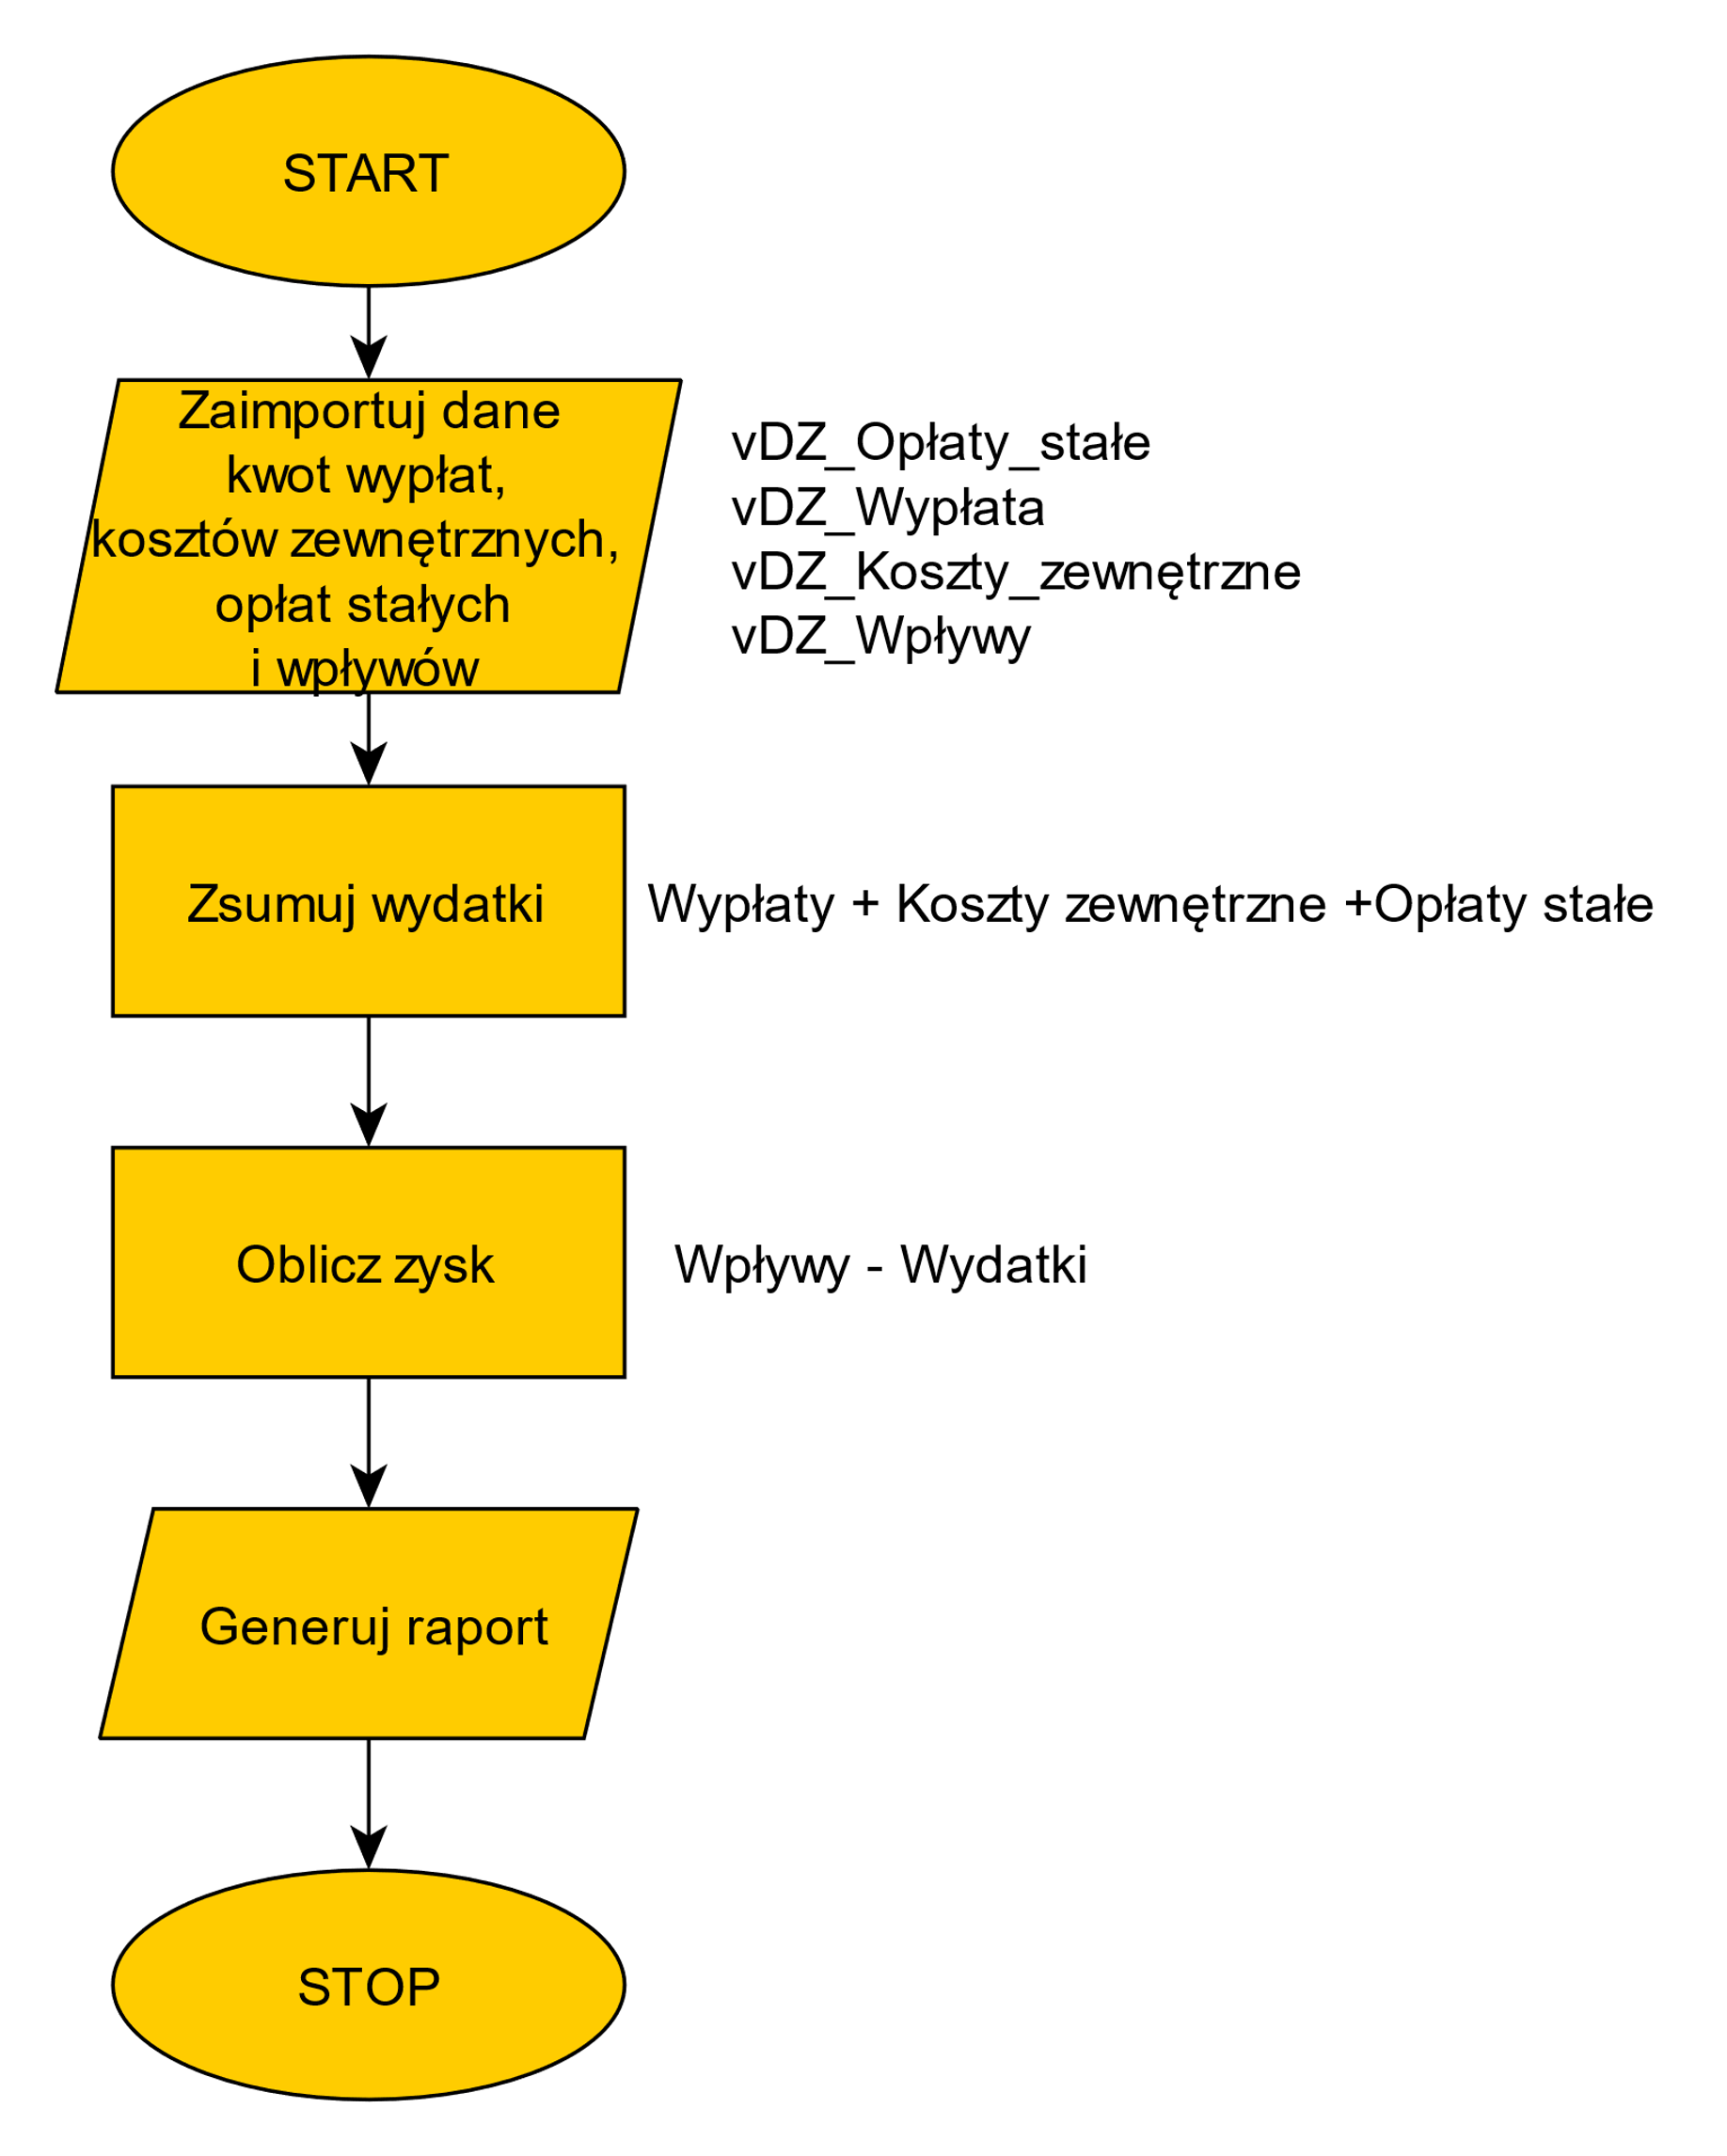 START
Zaimportuj dane
kwot wypłat,
kosztów zewnętrznych,
opłat stałych
i wpływów
vDZ_Opłaty_stałe
vDZ_Wypłata
vDZ_Koszty_zewnętrzne
vDZ_Wpływy
Zsumuj wydatki
Wypłaty + Koszty zewnętrzne +Opłaty stałe
Oblicz zysk
Wpływy - Wydatki
Generuj raport
STOP